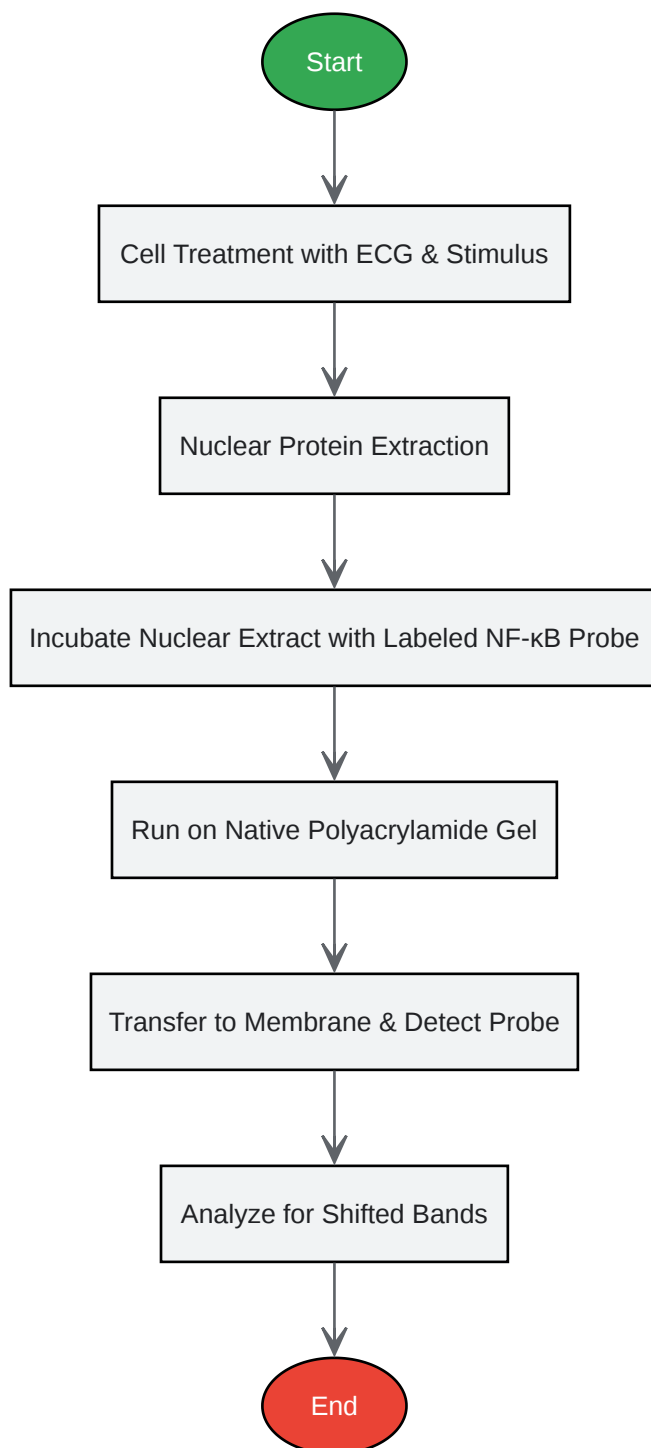 Start
Cell Treatment with ECG & Stimulus
Nuclear Protein Extraction
Incubate Nuclear Extract with Labeled NF-κB Probe
Run on Native Polyacrylamide Gel
Transfer to Membrane & Detect Probe
Analyze for Shifted Bands
End